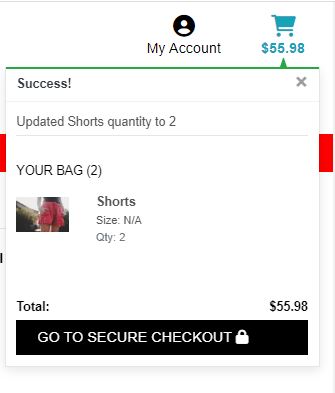 My Account
$55.98
Success!
×
Updated Shorts quantity to 2
YOUR BAG (2)
Shorts
Size: N/A
Qty: 2
Total: $55.98
GO TO SECURE CHECKOUT